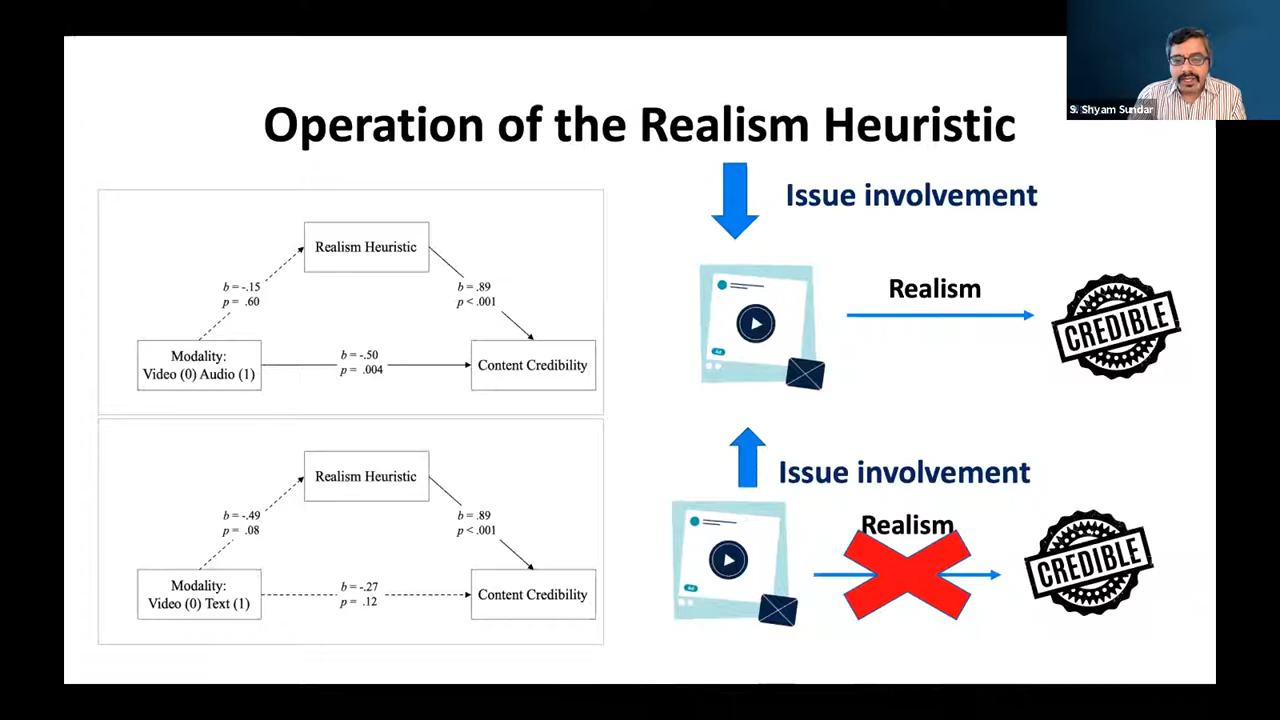 S. Shyam Sundar
Operation of the Realism Heuristic
Realism Heuristic
b = -.15
p = .60
b = .89
p < .001
Modality:
Video (0) Audio (1)
b = -.50
p = .004
Content Credibility
Realism Heuristic
b = -.49
p = .08
b = .89
p < .001
Modality:
Video (0) Text (1)
b = -.27
p = .12
Content Credibility
Issue involvement
Ad
Realism
CREDIBLE
Issue involvement
Ad
Realism
CREDIBLE